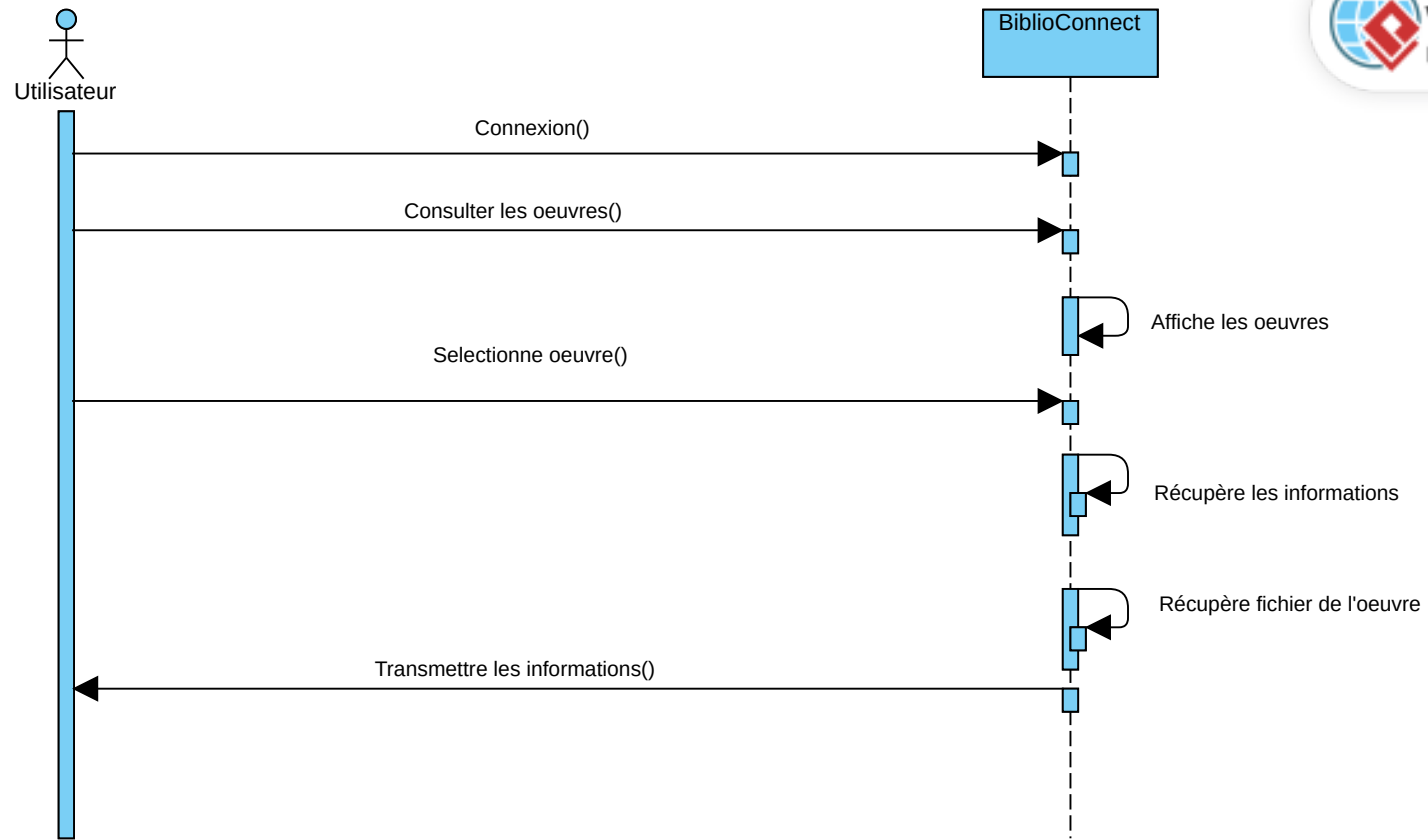 BiblioConnect
Utilisateur
Connexion()
Consulter les oeuvres()
Affiche les oeuvres
Selectionne oeuvre()
Récupère les informations
Récupère fichier de l'oeuvre
Transmettre les informations()